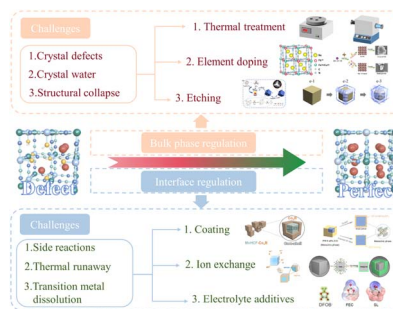 Challenges
1.Crystal defects
2.Crystal water
3.Structural collapse
1. Thermal treatment
2. Element doping
3. Etching
Bulk phase regulation
Defect
Perfect
Interface regulation
Challenges
1.Side reactions
2.Thermal runaway
3.Transition metal
dissolution
1. Coating
2. Ion exchange
3. Electrolyte additives